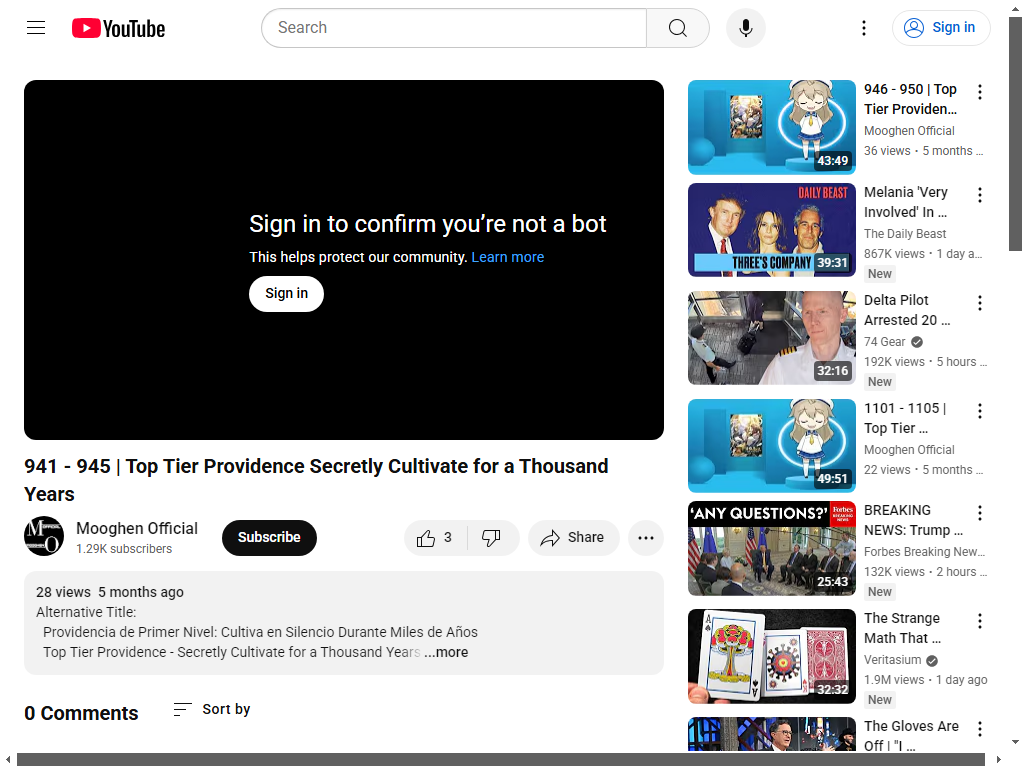 YouTube
Search
Sign in
Sign in to confirm you’re not a bot
This helps protect our community. Learn more
Sign in
941 - 945 | Top Tier Providence Secretly Cultivate for a Thousand
Years
Mooghen Official
1.29K subscribers
Subscribe
3
Share
28 views 5 months ago
Alternative Title:
Providencia de Primer Nivel: Cultiva en Silencio Durante Miles de Años
Top Tier Providence - Secretly Cultivate for a Thousand Years ...more
0 Comments
Sort by
43:49
946 - 950 | Top
Tier Providen…
Mooghen Official
36 views • 5 months …
DAILY BEAST
THREE'S COMPANY
39:31
Melania 'Very
Involved' In …
The Daily Beast
867K views • 1 day a…
New
32:16
Delta Pilot
Arrested 20 …
74 Gear
192K views • 5 hours …
New
49:51
1101 - 1105 |
Top Tier …
Mooghen Official
22 views • 5 months …
‘ANY QUESTIONS?’
Forbes
BREAKING
NEWS
25:43
BREAKING
NEWS: Trump …
Forbes Breaking New…
132K views • 2 hours …
New
A
A
32:32
The Strange
Math That …
Veritasium
1.9M views • 1 day ago
New
The Gloves Are
Off | "I …